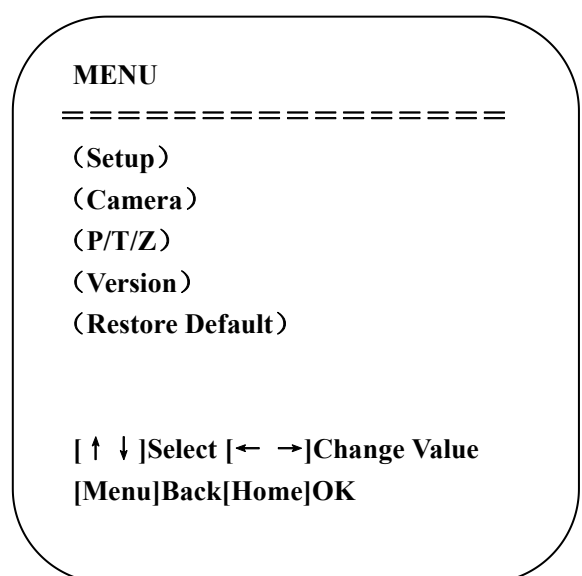 MENU
================
（Setup）
（Camera）
（P/T/Z）
（Version）
（Restore Default）
[↑ ↓]Select [← →]Change Value
[Menu]Back[Home]OK